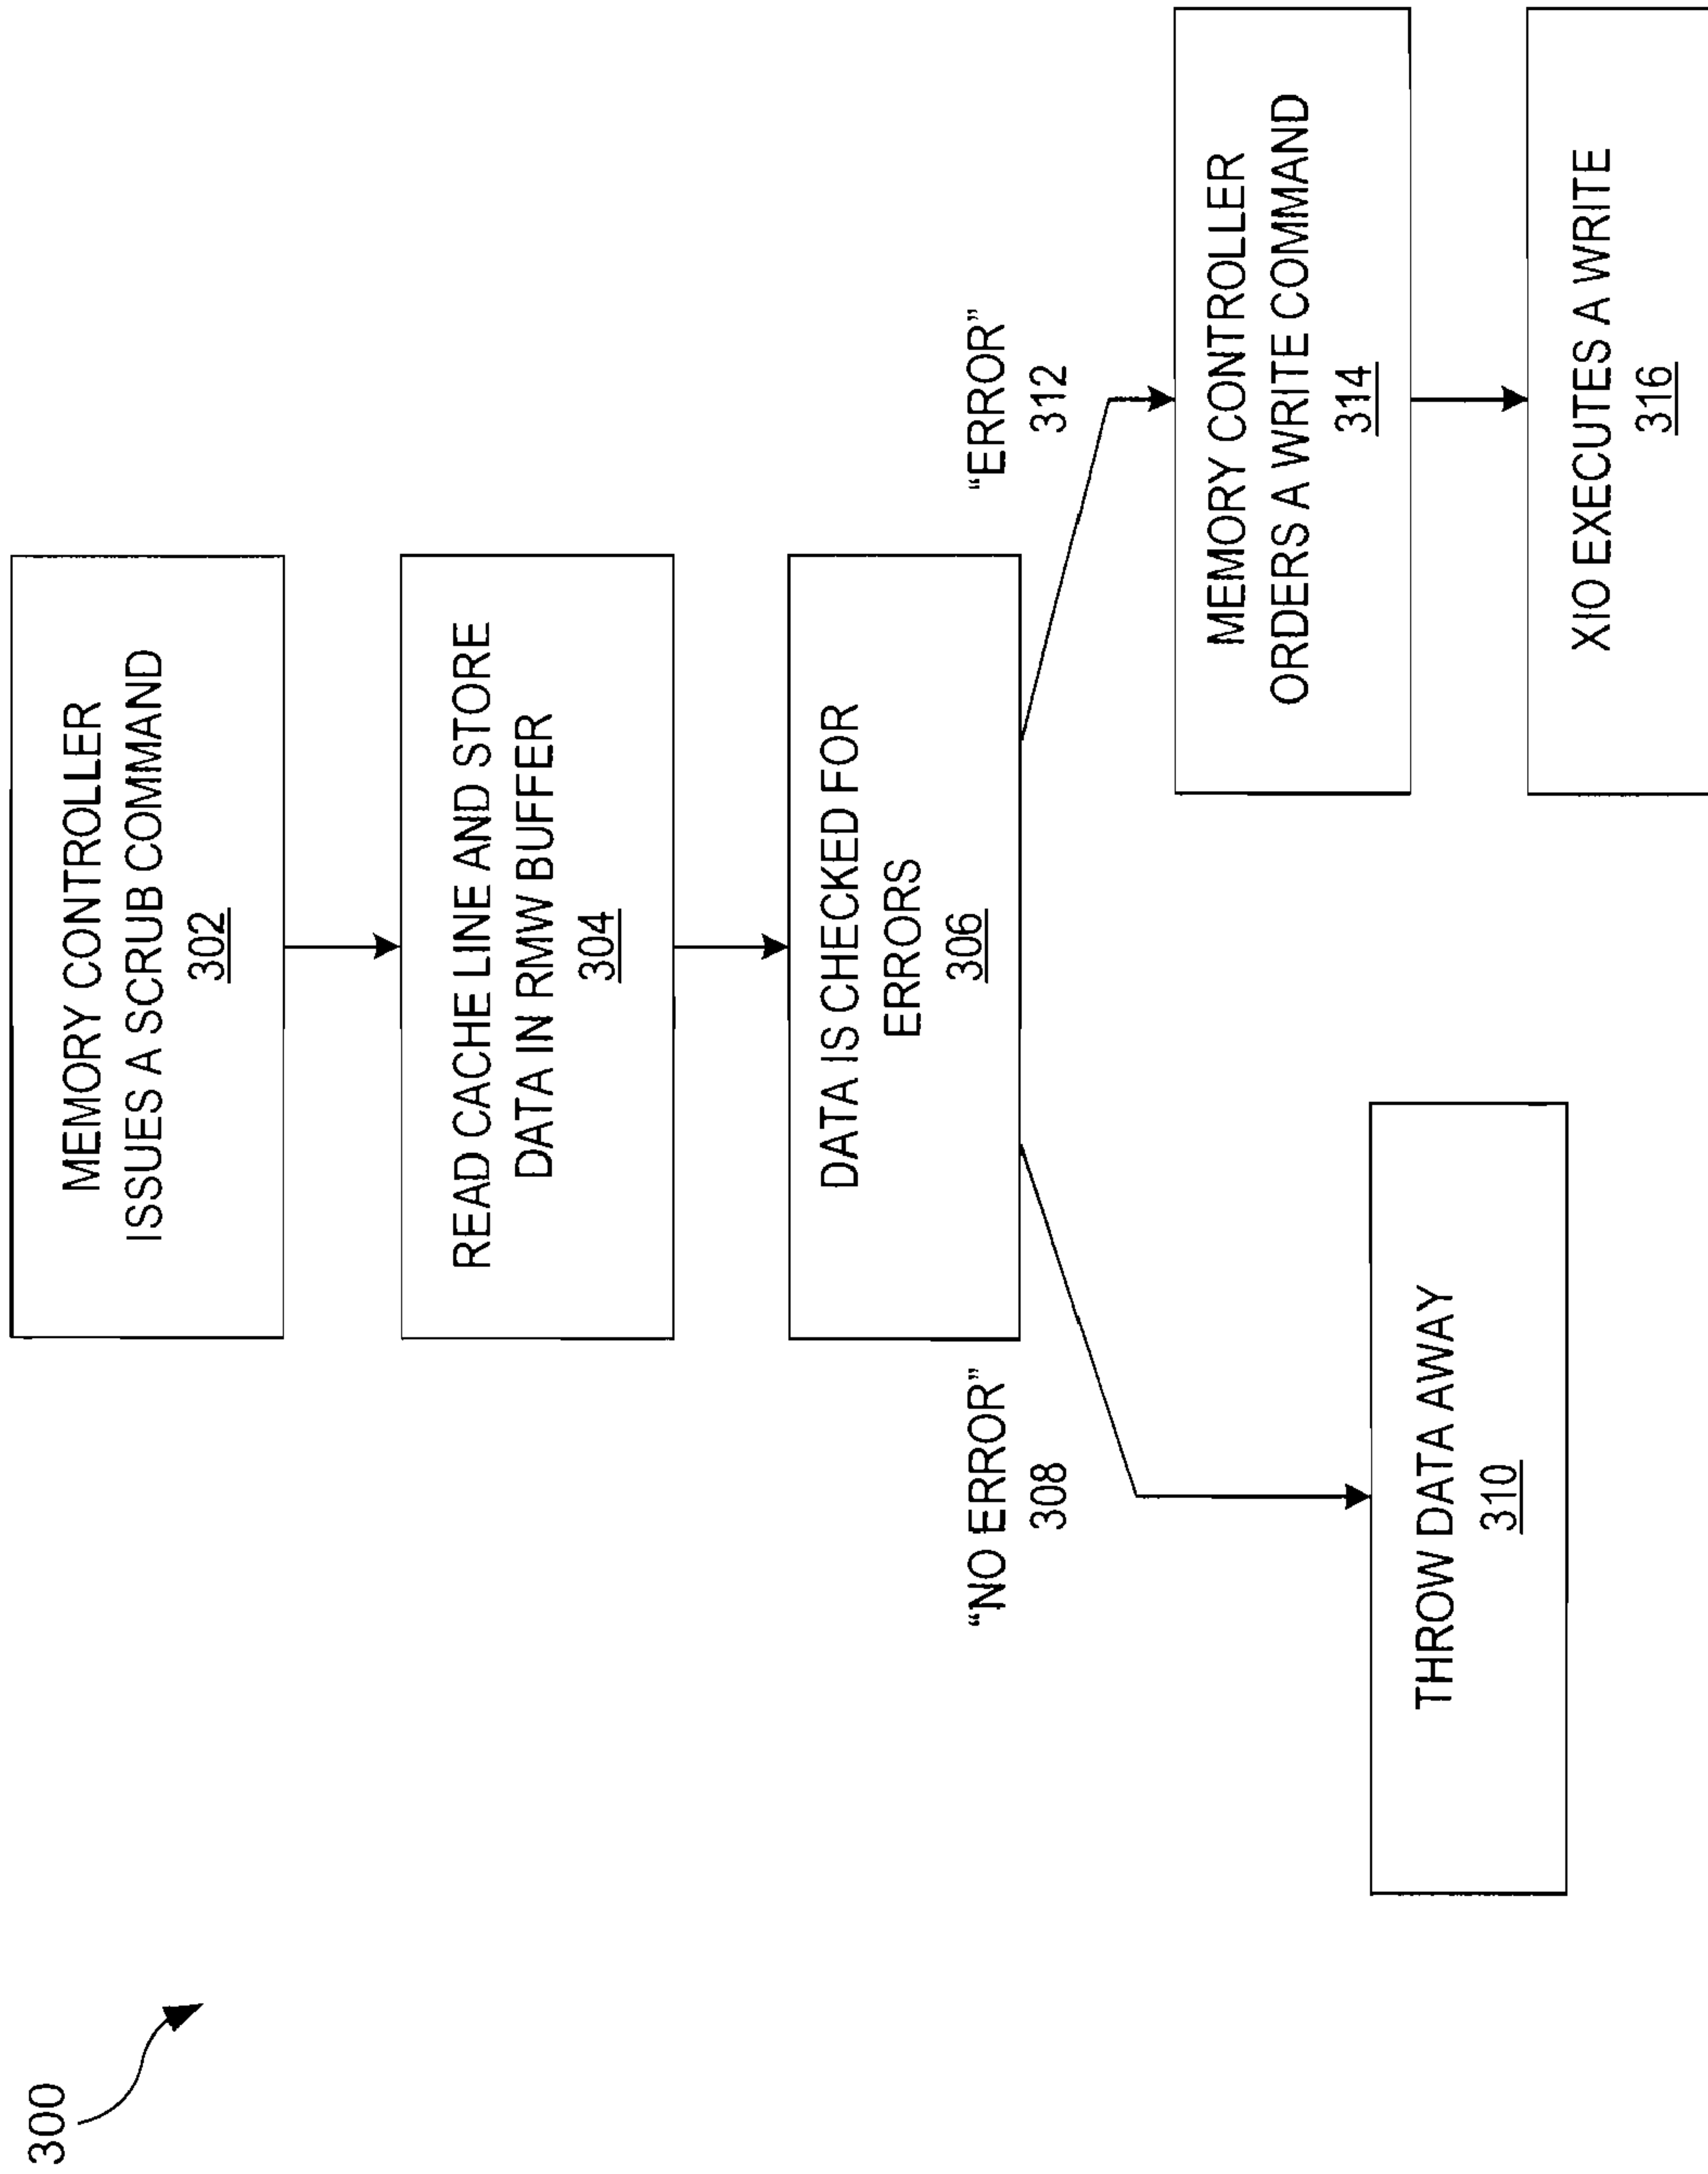 300
MEMORY CONTROLLER
ISSUES A SCRUB COMMAND
302
READ CACHE LINE AND STORE
DATA IN RMW BUFFER
304
DATA IS CHECKED FOR
ERRORS
306
“NO ERROR”
308
THROW DATA AWAY
310
“ERROR”
312
MEMORY CONTROLLER
ORDERS A WRITE COMMAND
314
XIO EXECUTES A WRITE
316